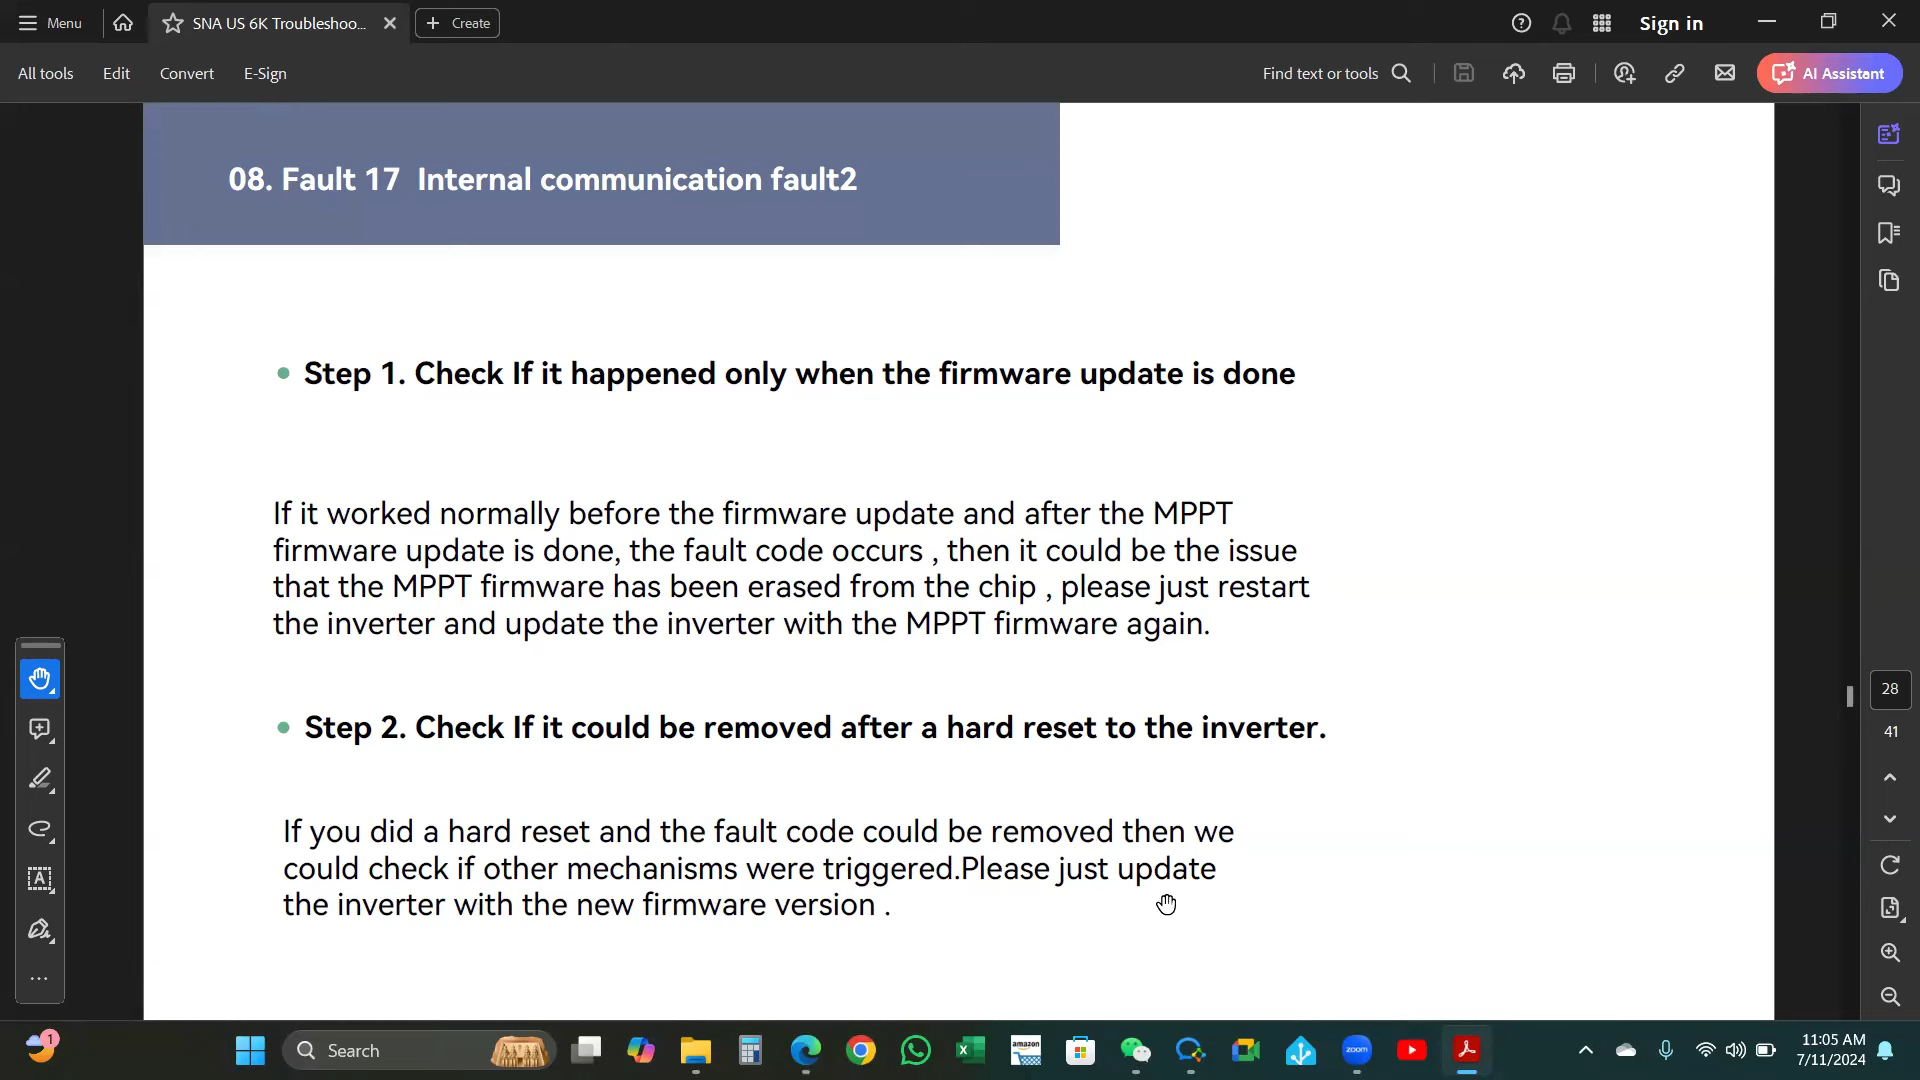 Menu
SNA US 6K Troubleshoo...
Create
Sign in
All tools
Edit
Convert
E-Sign
Find text or tools
AI Assistant
08. Fault 17  Internal communication fault2
• Step 1. Check If it happened only when the firmware update is done
If it worked normally before the firmware update and after the MPPT
firmware update is done, the fault code occurs , then it could be the issue
that the MPPT firmware has been erased from the chip , please just restart
the inverter and update the inverter with the MPPT firmware again.
• Step 2. Check If it could be removed after a hard reset to the inverter.
If you did a hard reset and the fault code could be removed then we
could check if other mechanisms were triggered.Please just update
the inverter with the new firmware version .
28
41
1
Search
amazon
zoom
11:05 AM
7/11/2024